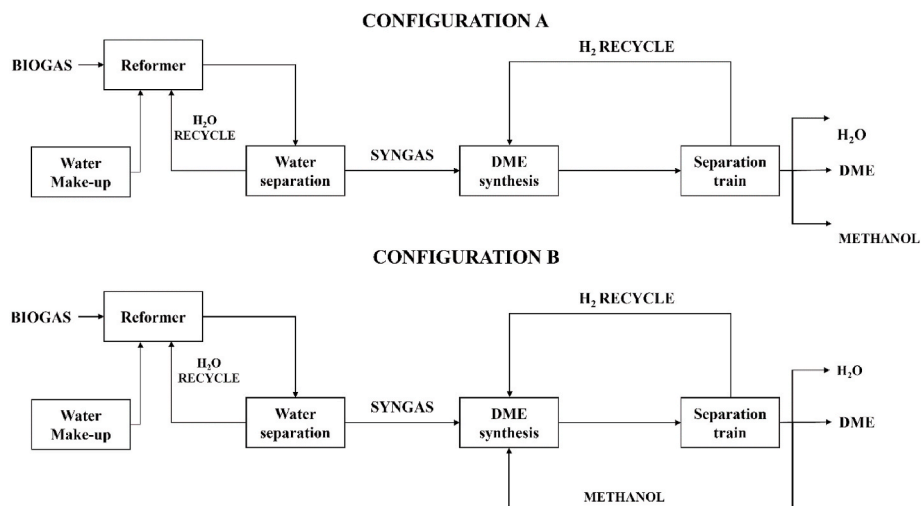 CONFIGURATION A
H₂ RECYCLE
BIOGAS
Reformer
H₂O
RECYCLE
Water
Make-up
Water
separation
SYNGAS
DME
synthesis
Separation
train
H₂O
DME
METHANOL
CONFIGURATION B
H₂ RECYCLE
BIOGAS
Reformer
H₂O
RECYCLE
Water
Make-up
Water
separation
SYNGAS
DME
synthesis
Separation
train
H₂O
DME
METHANOL